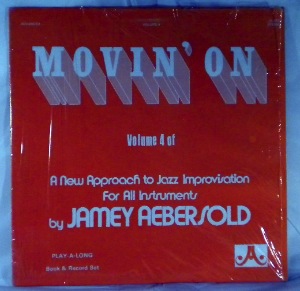 MOVIN' ON
Volume 4 of
A New Approach to Jazz Improvisation
For All Instruments
by JAMEY AEBERSOLD
PLAY-A-LONG
Book & Record Set